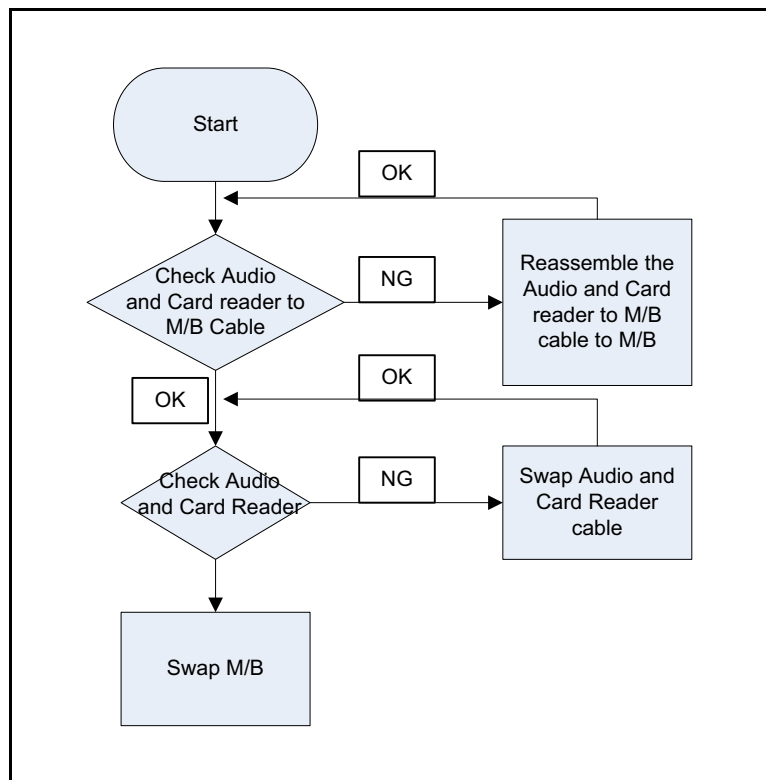 Start
OK
Check Audio
and Card reader to
M/B Cable
NG
Reassemble the
Audio and Card
reader to M/B
cable to M/B
OK
OK
Check Audio
and Card Reader
NG
Swap Audio and
Card Reader
cable
Swap M/B